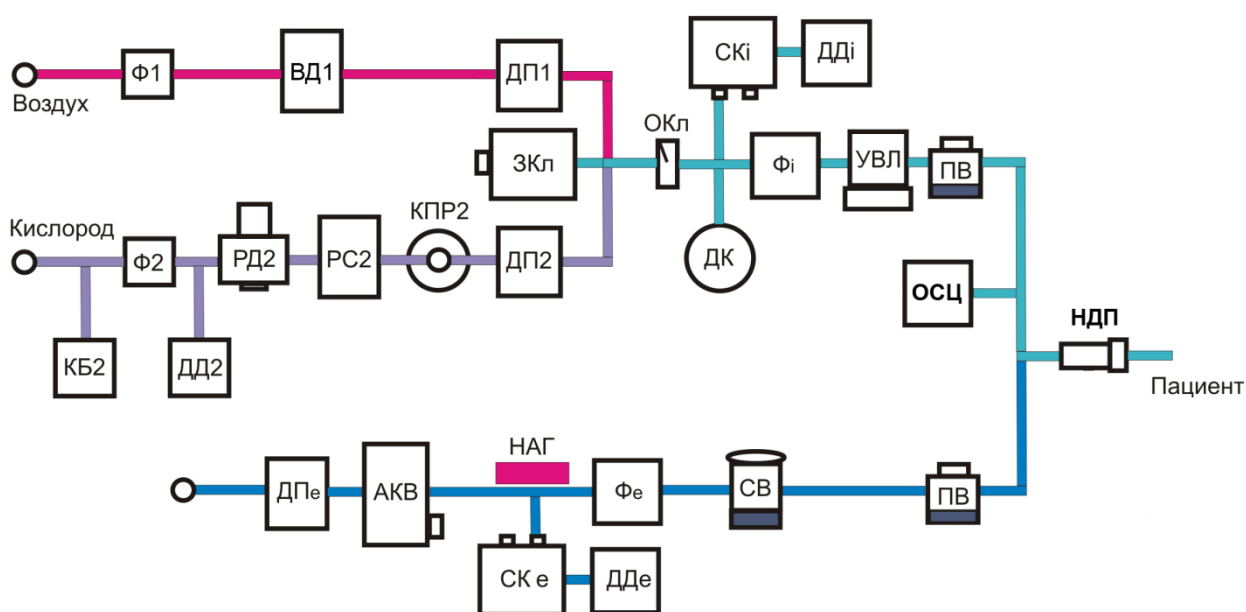 Ф1
ВД1
ДП1
СКi
ДДi
Воздух
ЗКл
ОКл
Фi
УВЛ
ПВ
Кислород
Ф2
РД2
РС2
КПР2
ДП2
ДК
КБ2
ДД2
ОСЦ
НДП
Пациент
ДПе
АКВ
НАГ
Фе
СВ
ПВ
СК е
ДДе